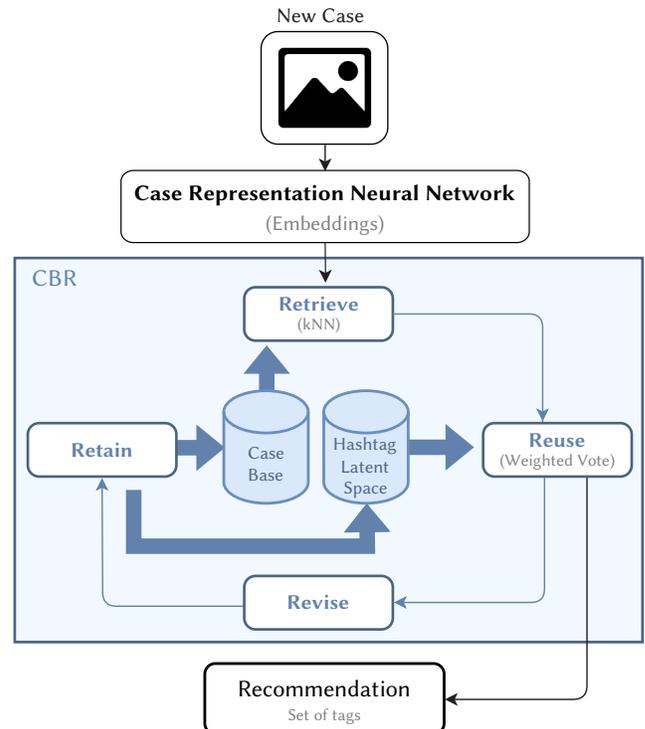 New Case
Case Representation Neural Network
(Embeddings)
CBR
Retrieve
(kNN)
Retain
Case
Base
Hashtag
Latent
Space
Reuse
(Weighted Vote)
Revise
Recommendation
Set of tags